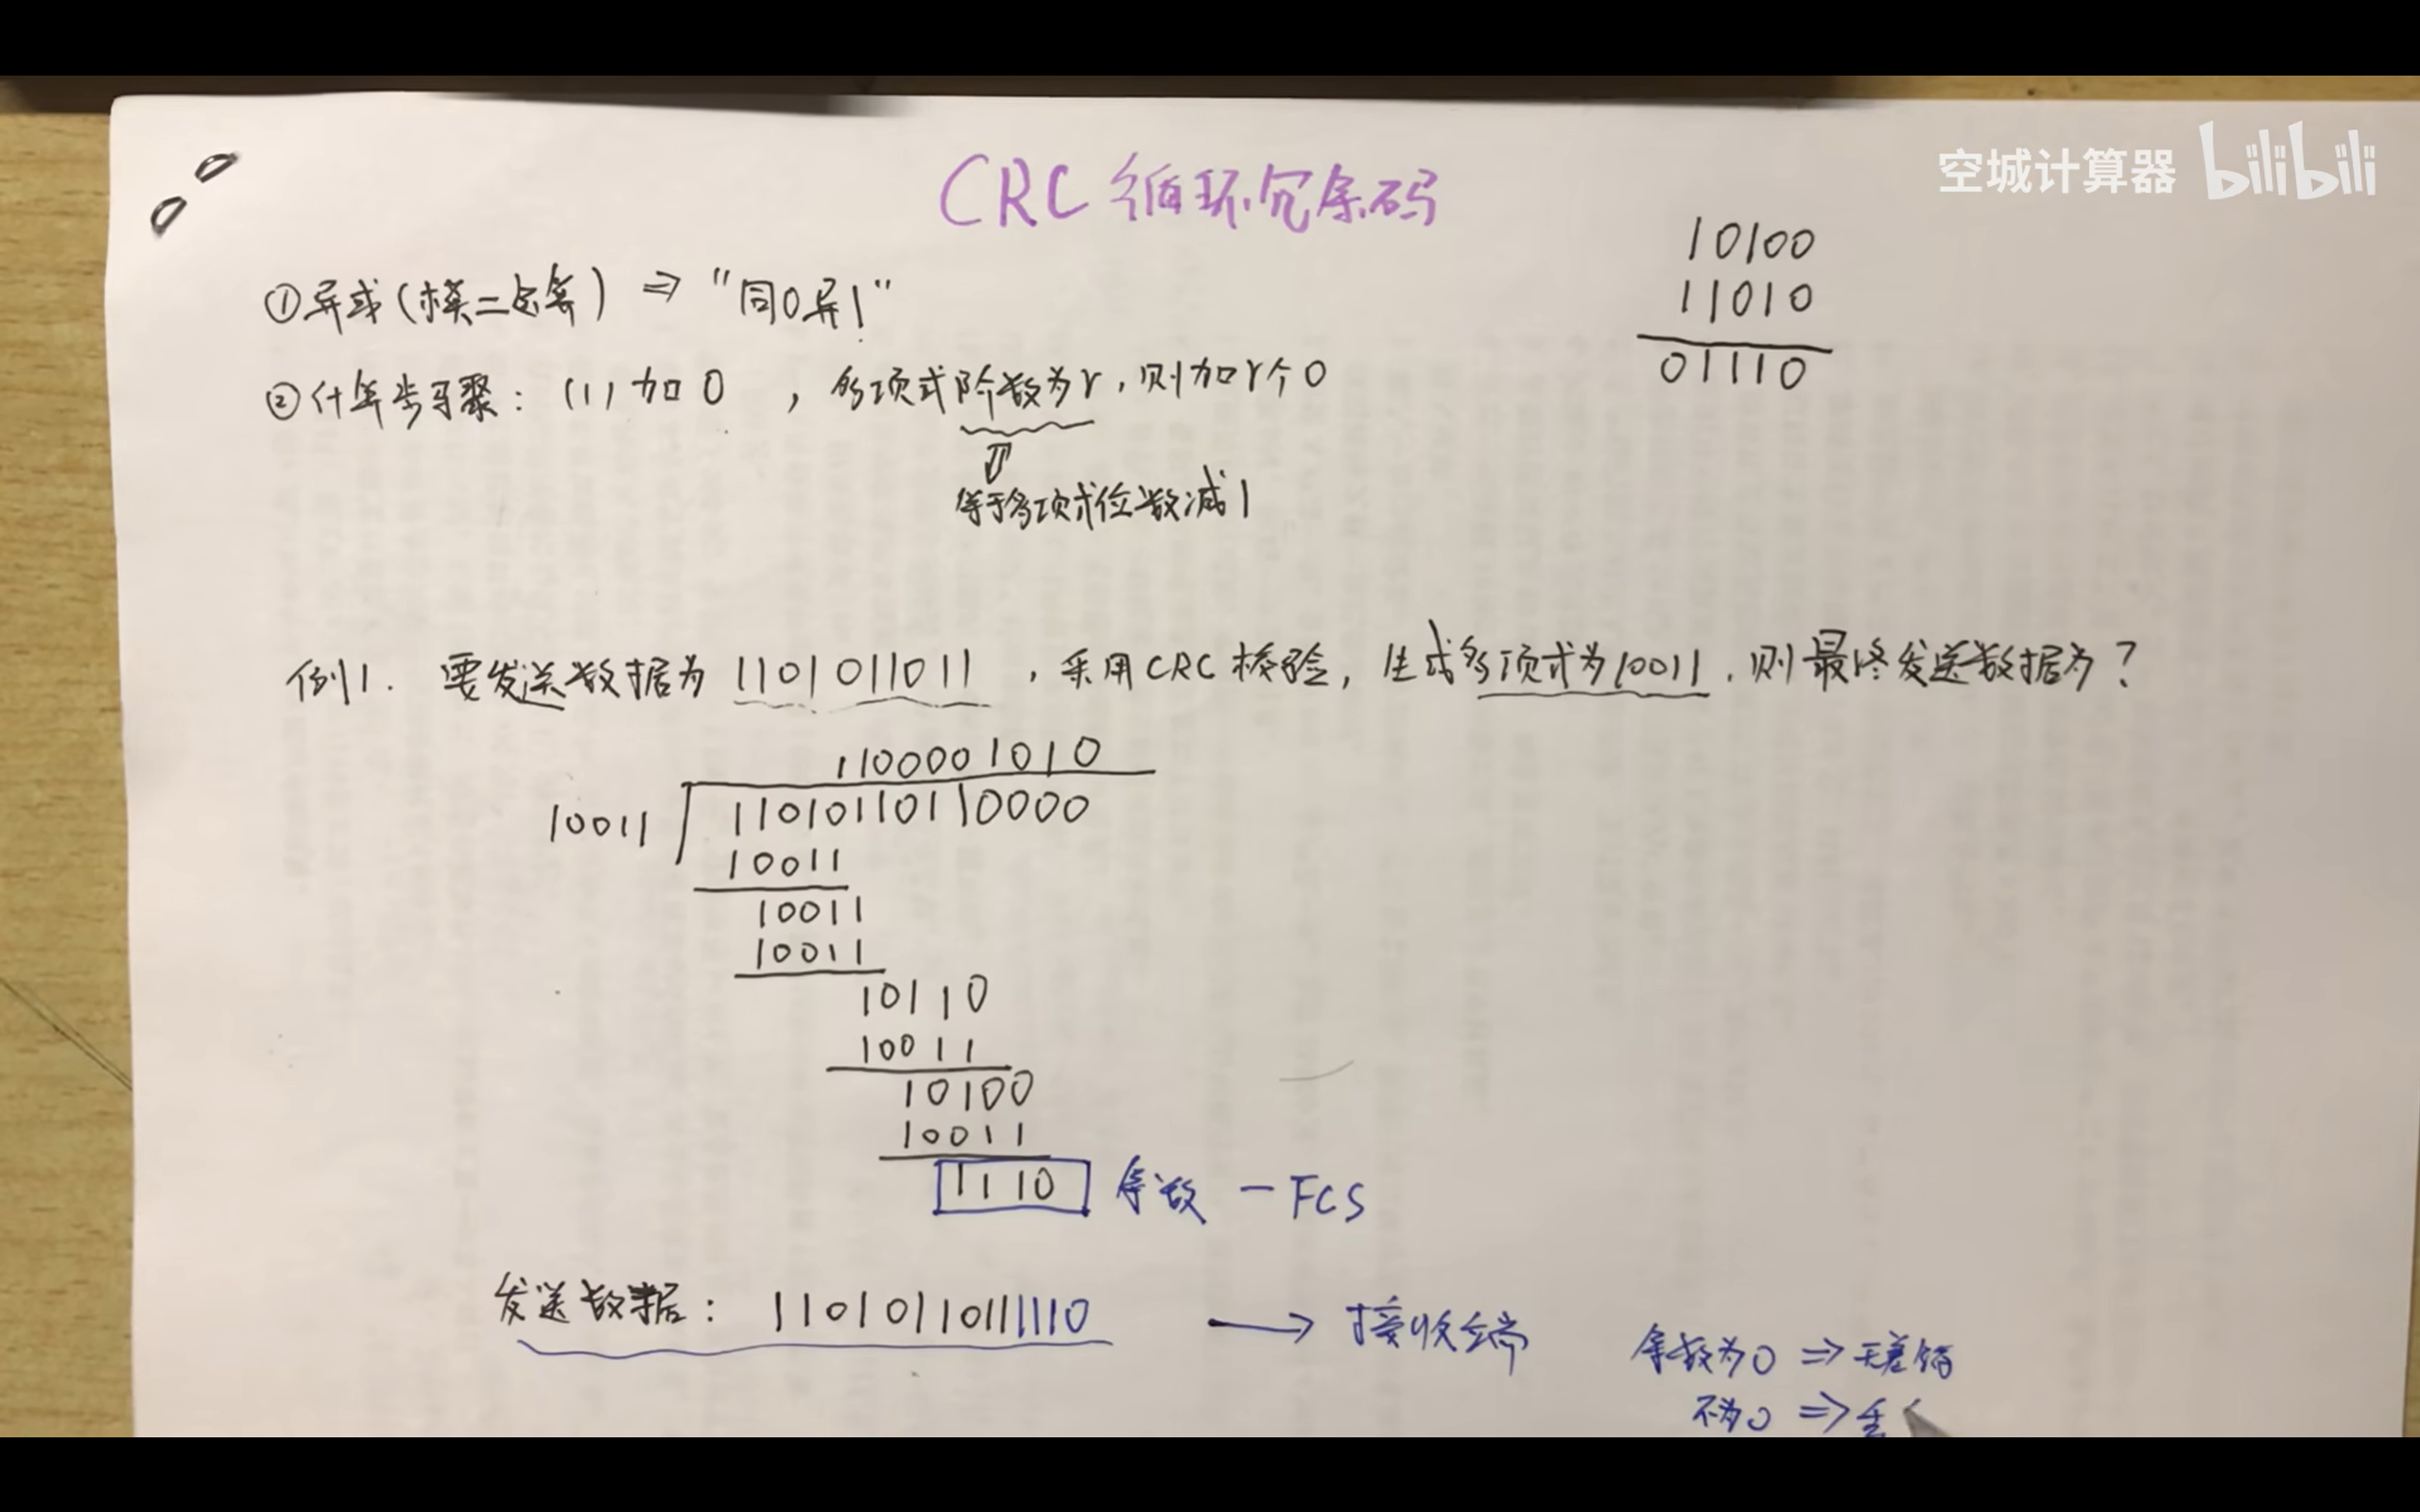 空城计算器 bilibili
CRC 循环冗余码
10100
11010
01110
①异或(模二运算) ⇒ "同0异1"
②计算步骤: (1) 加0 , 多项式阶数为r, 则加r个0
⇕
等于多项式位数减1
例1. 要发送数据为 1101011011 , 采用CRC校验, 生成多项式为10011, 则最终发送数据为?
1100001010
10011 11010110110000
10011
10011
10011
10110
10011
10100
10011
1110 余数 — FCS
发送数据: 11010110111110 → 接收端
余数为0 ⇒ 无差错
不为0 ⇒